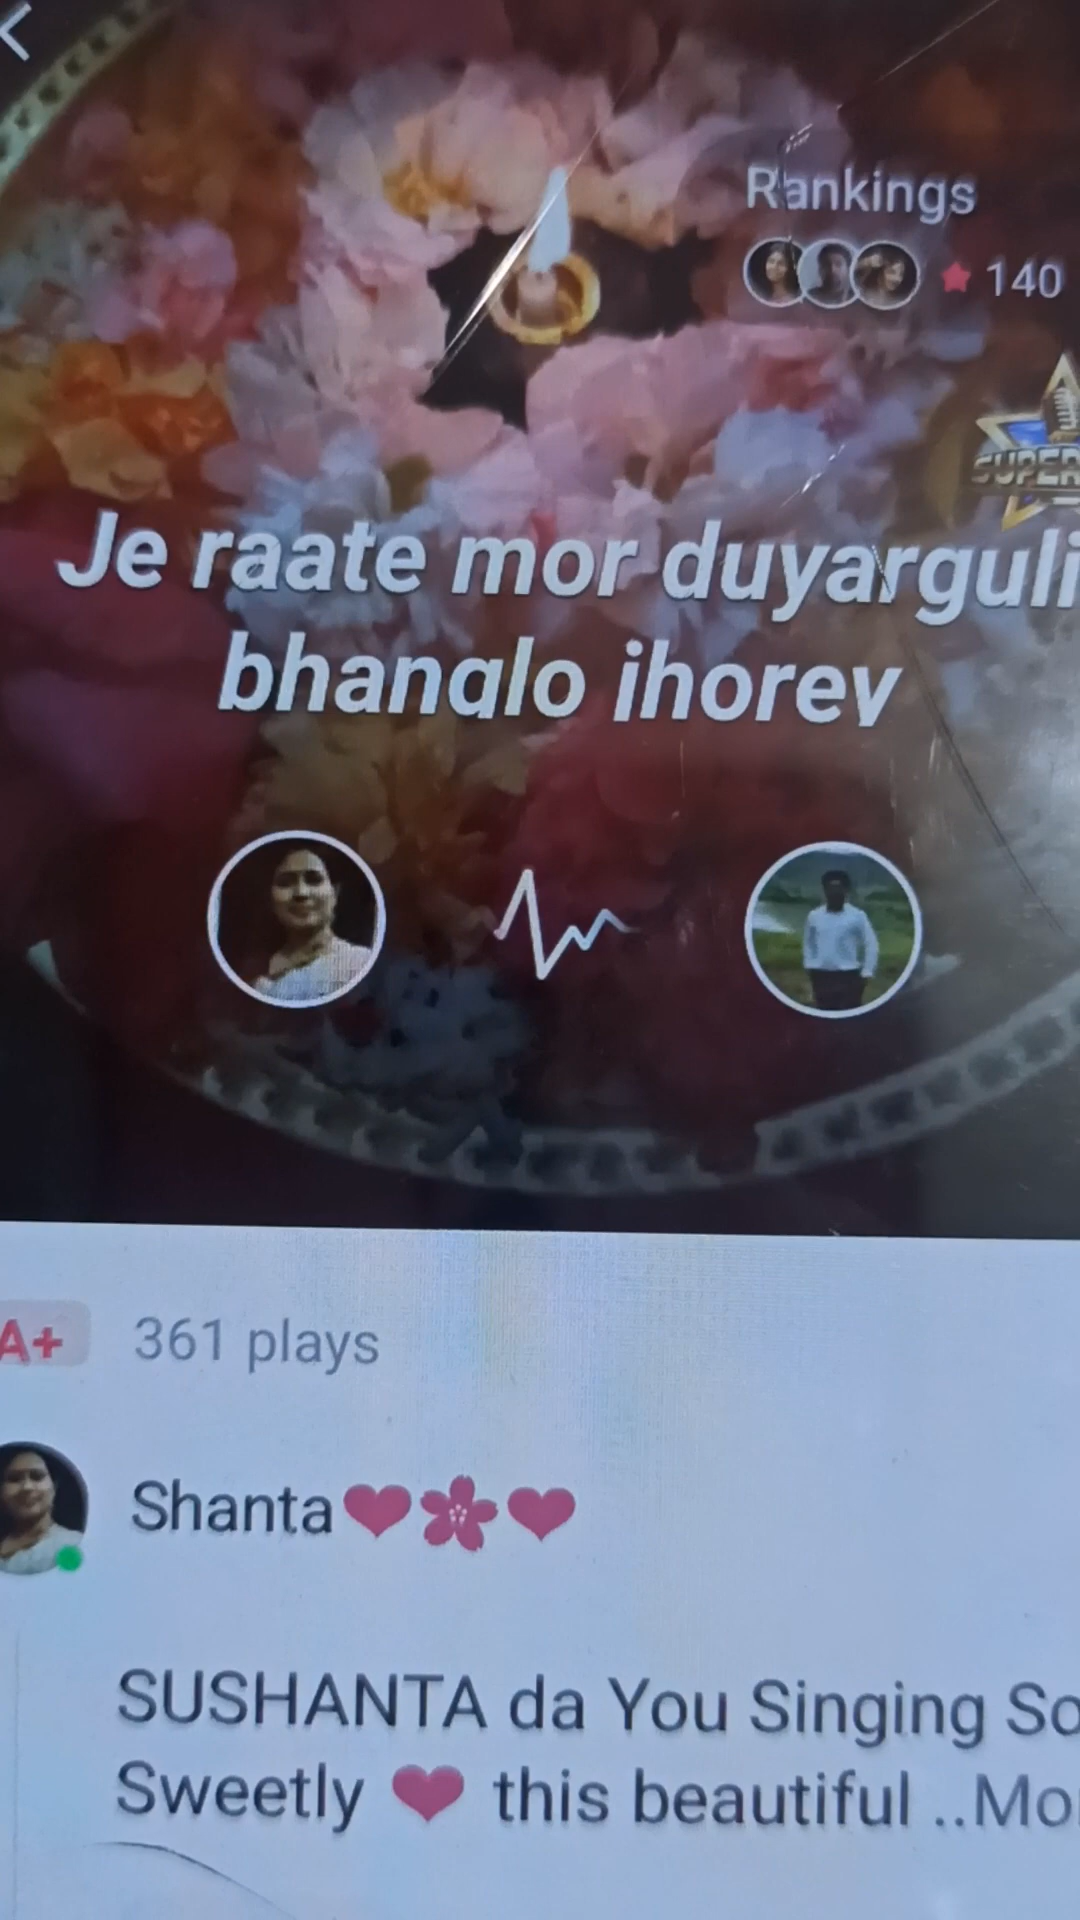 Rankings
140
SUPER
Je raate mor duyarguli
bhanglo jhorey
A+ 361 plays
Shanta❤🌸❤
SUSHANTA da You Singing So
Sweetly ❤ this beautiful ..Mo